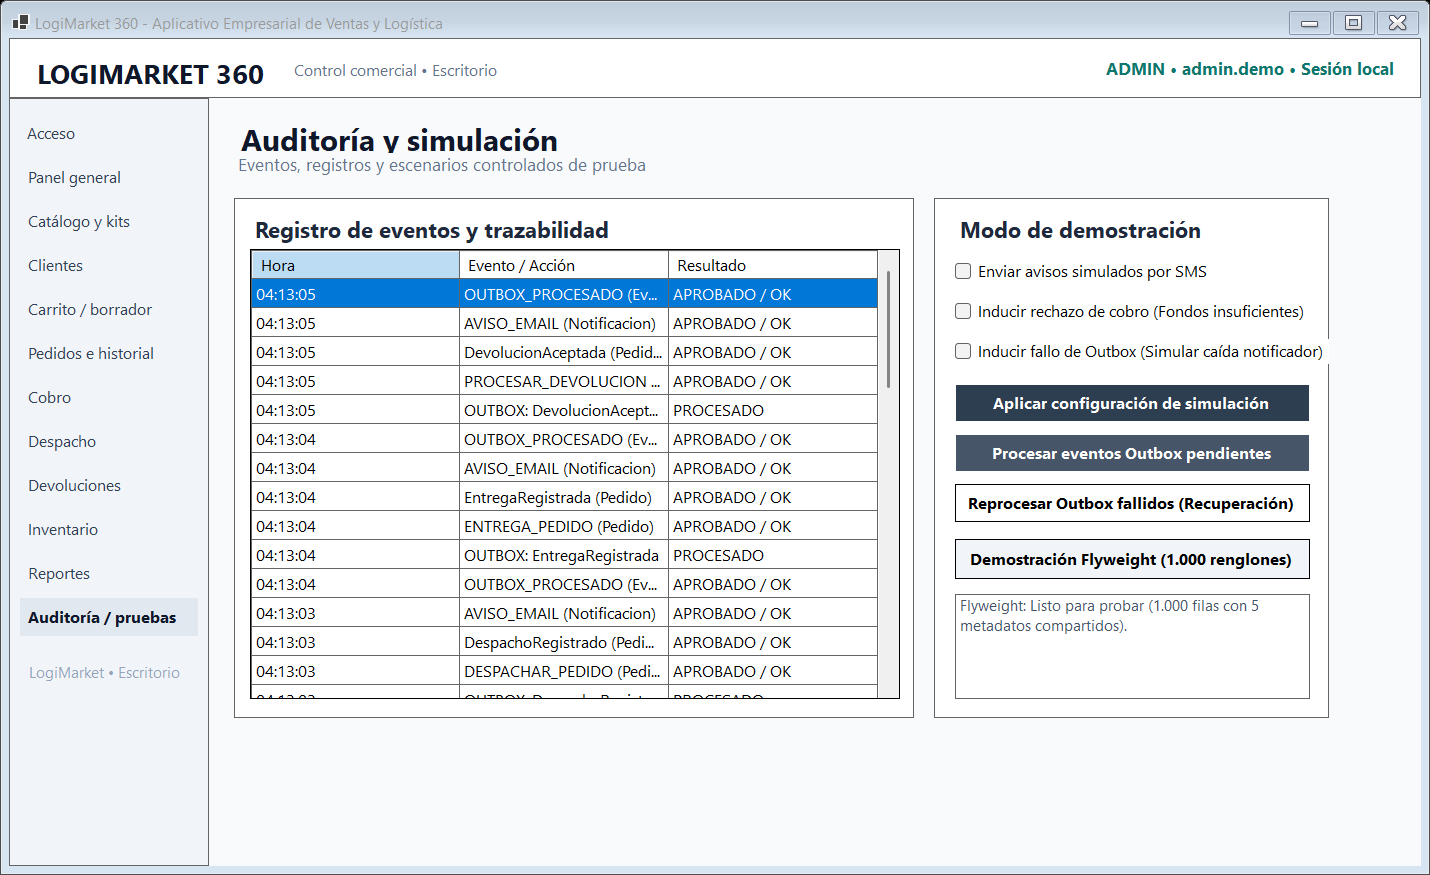 LogiMarket 360 - Aplicativo Empresarial de Ventas y Logística
LOGIMARKET 360
Control comercial • Escritorio
ADMIN • admin.demo • Sesión local
Acceso
Panel general
Catálogo y kits
Clientes
Carrito / borrador
Pedidos e historial
Cobro
Despacho
Devoluciones
Inventario
Reportes
Auditoría / pruebas
LogiMarket • Escritorio
Auditoría y simulación
Eventos, registros y escenarios controlados de prueba
Registro de eventos y trazabilidad
Hora Evento / Acción Resultado
04:13:05 OUTBOX_PROCESADO (Ev... APROBADO / OK
04:13:05 AVISO_EMAIL (Notificacion) APROBADO / OK
04:13:05 DevolucionAceptada (Pedid... APROBADO / OK
04:13:05 PROCESAR_DEVOLUCION ... APROBADO / OK
04:13:05 OUTBOX: DevolucionAcept... PROCESADO
04:13:04 OUTBOX_PROCESADO (Ev... APROBADO / OK
04:13:04 AVISO_EMAIL (Notificacion) APROBADO / OK
04:13:04 EntregaRegistrada (Pedido) APROBADO / OK
04:13:04 ENTREGA_PEDIDO (Pedido) APROBADO / OK
04:13:04 OUTBOX: EntregaRegistrada PROCESADO
04:13:04 OUTBOX_PROCESADO (Ev... APROBADO / OK
04:13:03 AVISO_EMAIL (Notificacion) APROBADO / OK
04:13:03 DespachoRegistrado (Pedi... APROBADO / OK
04:13:03 DESPACHAR_PEDIDO (Pedi... APROBADO / OK
Modo de demostración
Enviar avisos simulados por SMS
Inducir rechazo de cobro (Fondos insuficientes)
Inducir fallo de Outbox (Simular caída notificador)
Aplicar configuración de simulación
Procesar eventos Outbox pendientes
Reprocesar Outbox fallidos (Recuperación)
Demostración Flyweight (1.000 renglones)
Flyweight: Listo para probar (1.000 filas con 5
metadatos compartidos).